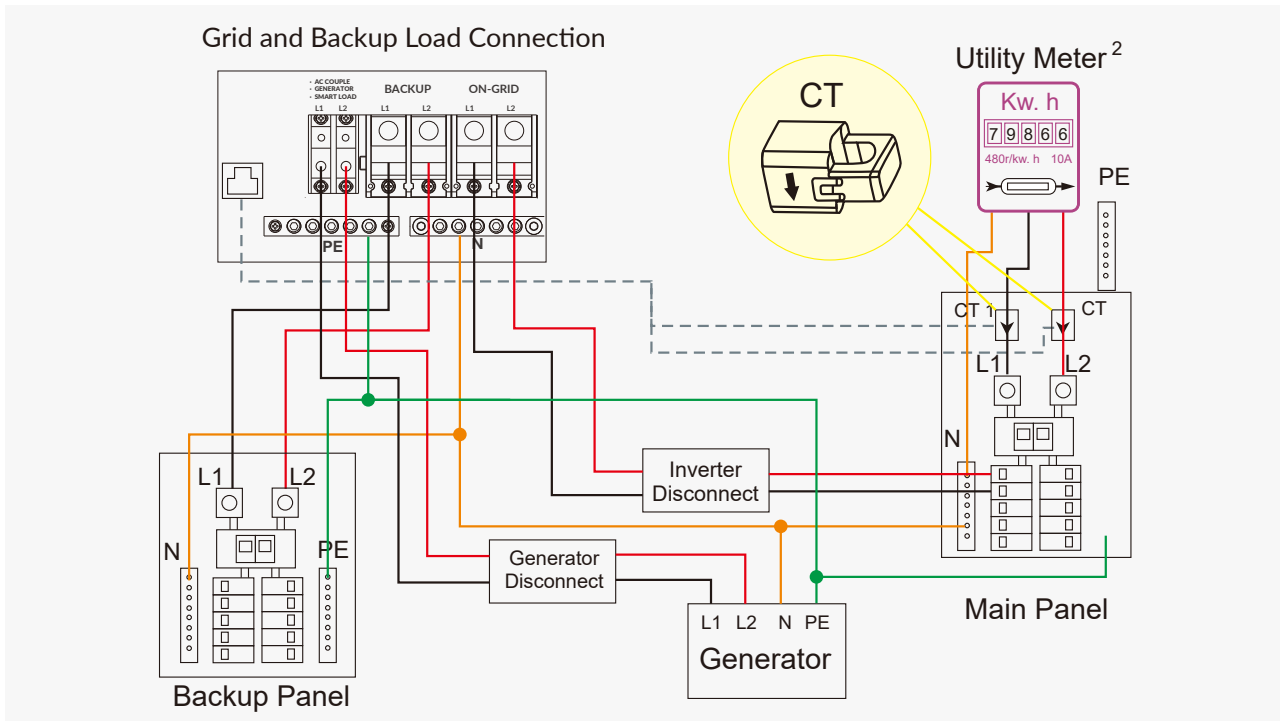 Grid and Backup Load Connection
• AC COUPLE
• GENERATOR
• SMART LOAD
BACKUP
ON-GRID
L1 L2 L1 L2 L1 L2
PE
N
CT
Utility Meter 2
Kw. h
79866
480r/kw. h 10A
PE
CT 1
CT
L1
L2
N
Inverter
Disconnect
Main Panel
L1
L2
N
PE
Backup Panel
Generator
Disconnect
L1 L2 N PE
Generator